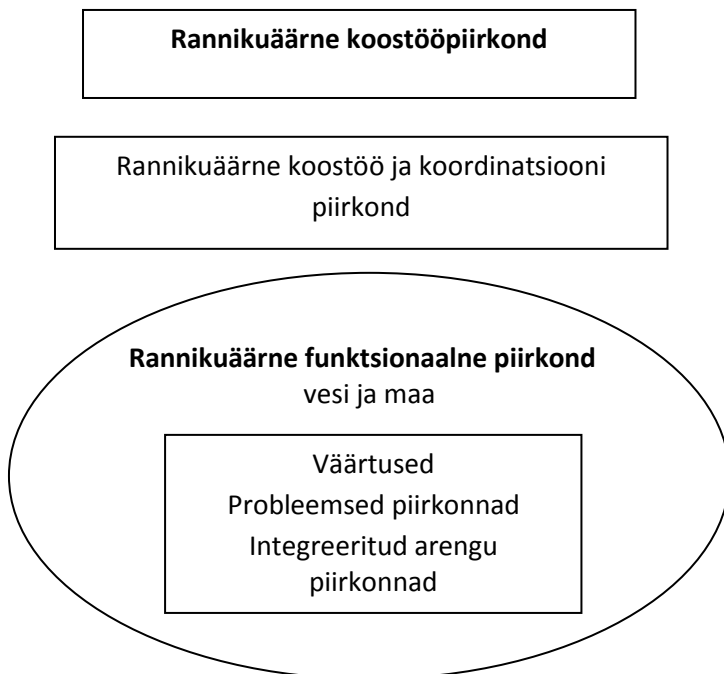 Rannikuäärne koostööpiirkond
Rannikuäärne koostöö ja koordinatsiooni
piirkond
Rannikuäärne funktsionaalne piirkond
vesi ja maa
Väärtused
Probleemsed piirkonnad
Integreeritud arengu
piirkonnad